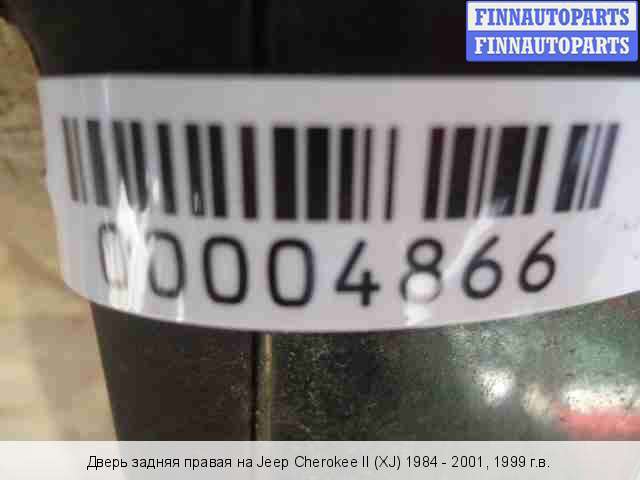 FINNAUTOPARTS
FINNAUTOPARTS
00004866
Дверь задняя правая на Jeep Cherokee II (XJ) 1984 - 2001, 1999 г.в.